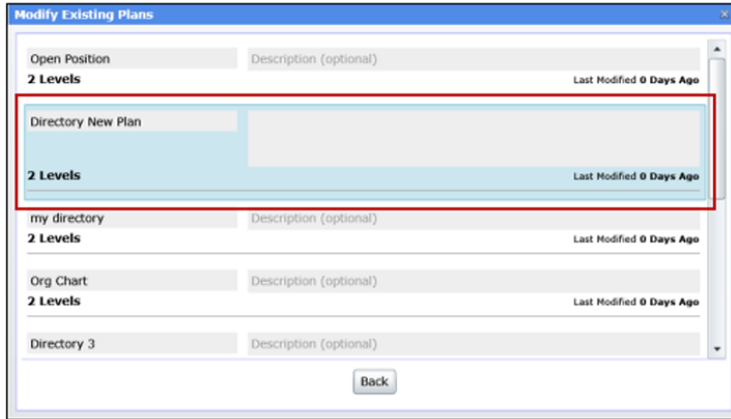 Modify Existing Plans
Open Position Description (optional)
2 Levels Last Modified 0 Days Ago
Directory New Plan
2 Levels Last Modified 0 Days Ago
my directory Description (optional)
2 Levels Last Modified 0 Days Ago
Org Chart Description (optional)
2 Levels Last Modified 0 Days Ago
Directory 3 Description (optional)
Back